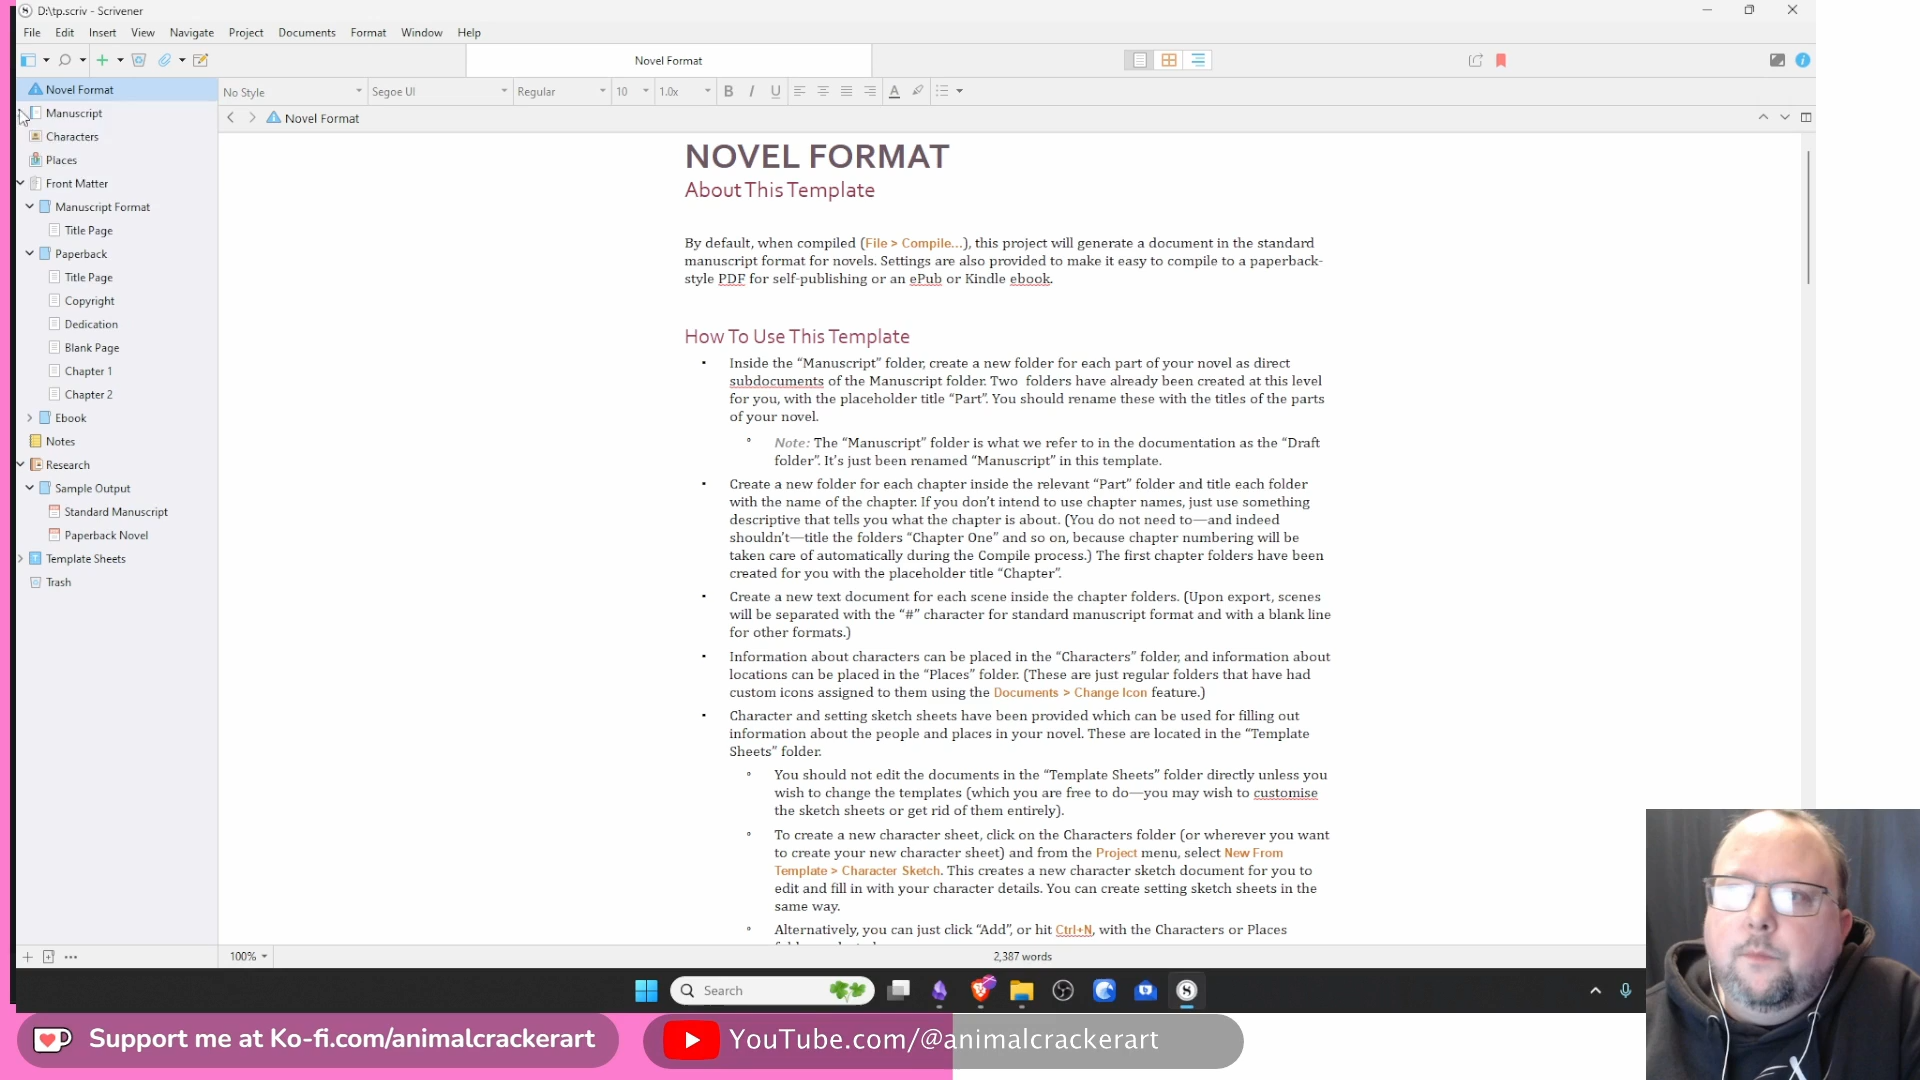 D:\tp.scriv - Scrivener
File Edit Insert View Navigate Project Documents Format Window Help
Novel Format
No Style Segoe UI Regular 10 1.0x B I U A
Novel Format
Novel Format
Manuscript
Characters
Places
Front Matter
Manuscript Format
Title Page
Paperback
Title Page
Copyright
Dedication
Blank Page
Chapter 1
Chapter 2
Ebook
Notes
Research
Sample Output
Standard Manuscript
Paperback Novel
Template Sheets
Trash
NOVEL FORMAT
About This Template
By default, when compiled (File > Compile...), this project will generate a document in the standard
manuscript format for novels. Settings are also provided to make it easy to compile to a paperback-
style PDF for self-publishing or an ePub or Kindle ebook.
How To Use This Template
• Inside the “Manuscript” folder, create a new folder for each part of your novel as direct
subdocuments of the Manuscript folder. Two folders have already been created at this level
for you, with the placeholder title “Part”. You should rename these with the titles of the parts
of your novel.
° Note: The “Manuscript” folder is what we refer to in the documentation as the “Draft
folder”. It’s just been renamed “Manuscript” in this template.
• Create a new folder for each chapter inside the relevant “Part” folder and title each folder
with the name of the chapter. If you don’t intend to use chapter names, just use something
descriptive that tells you what the chapter is about. (You do not need to—and indeed
shouldn’t—title the folders “Chapter One” and so on, because chapter numbering will be
taken care of automatically during the Compile process.) The first chapter folders have been
created for you with the placeholder title “Chapter”.
• Create a new text document for each scene inside the chapter folders. (Upon export, scenes
will be separated with the “#” character for standard manuscript format and with a blank line
for other formats.)
• Information about characters can be placed in the “Characters” folder, and information about
locations can be placed in the “Places” folder. (These are just regular folders that have had
custom icons assigned to them using the Documents > Change Icon feature.)
• Character and setting sketch sheets have been provided which can be used for filling out
information about the people and places in your novel. These are located in the “Template
Sheets” folder.
° You should not edit the documents in the “Template Sheets” folder directly unless you
wish to change the templates (which you are free to do—you may wish to customise
the sketch sheets or get rid of them entirely).
° To create a new character sheet, click on the Characters folder (or wherever you want
to create your new character sheet) and from the Project menu, select New From
Template > Character Sketch. This creates a new character sketch document for you to
edit and fill in with your character details. You can create setting sketch sheets in the
same way.
° Alternatively, you can just click “Add”, or hit Ctrl+N, with the Characters or Places
100%
2,387 words
Search
Support me at Ko-fi.com/animalcrackerart
YouTube.com/@animalcrackerart